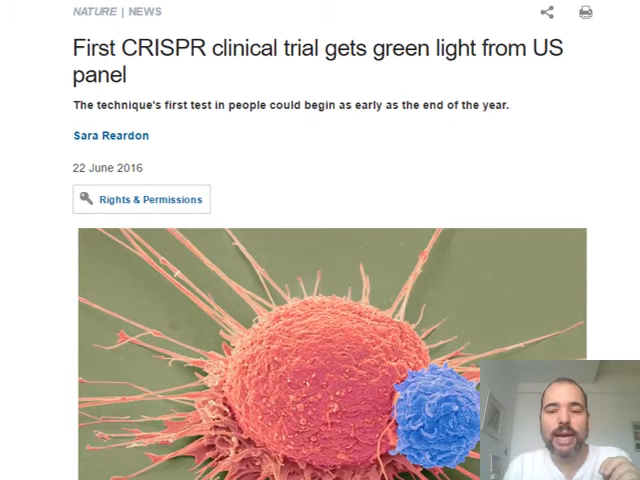 NATURE | NEWS
First CRISPR clinical trial gets green light from US
panel
The technique's first test in people could begin as early as the end of the year.
Sara Reardon
22 June 2016
Rights & Permissions